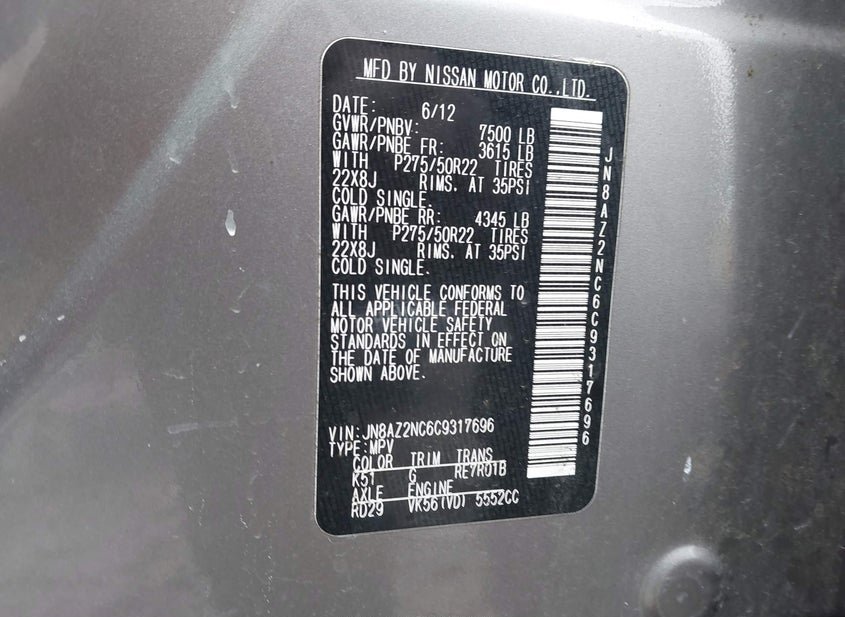 MFD BY NISSAN MOTOR CO.,LTD.
DATE: 6/12
GVWR/PNBV: 7500 LB
GAWR/PNBE FR: 3615 LB
WITH P275/50R22 TIRES
22X8J RIMS. AT 35PSI
COLD SINGLE.
GAWR/PNBE RR: 4345 LB
WITH P275/50R22 TIRES
22X8J RIMS. AT 35PSI
COLD SINGLE.
THIS VEHICLE CONFORMS TO
ALL APPLICABLE FEDERAL
MOTOR VEHICLE SAFETY
STANDARDS IN EFFECT ON
THE DATE OF MANUFACTURE
SHOWN ABOVE.
VIN:JN8AZ2NC6C9317696
TYPE:MPV
COLOR TRIM TRANS
K51 G RE7R01B
AXLE ENGINE
RD29 VK56(VD) 5552CC
JN8AZ2NC6C9317696